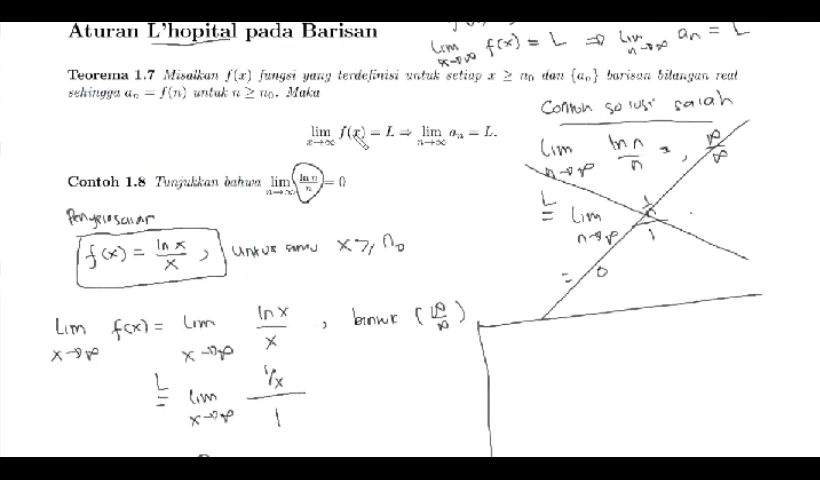 Aturan L'hopital pada Barisan
lim x→∞ f(x) = L ⇒ lim n→∞ an = L
Teorema 1.7 Misalkan f(x) fungsi yang terdefinisi untuk setiap x ≥ n₀ dan {aₙ} barisan bilangan real
sehingga aₙ = f(n) untuk n ≥ n₀. Maka
lim x→∞ f(x) = L ⇒ lim n→∞ aₙ = L.
Contoh solusi salah
lim n→∞ ln n / n = , ∞/∞
L= lim n→∞ 1/n / 1
= 0
Contoh 1.8 Tunjukkan bahwa lim n→∞ ln n / n = 0
Penyelesaian
f(x) = ln x / x , untuk x ≥ n₀
lim x→∞ f(x) = lim x→∞ ln x / x , bentuk (∞/∞)
L= lim x→∞ 1/x / 1